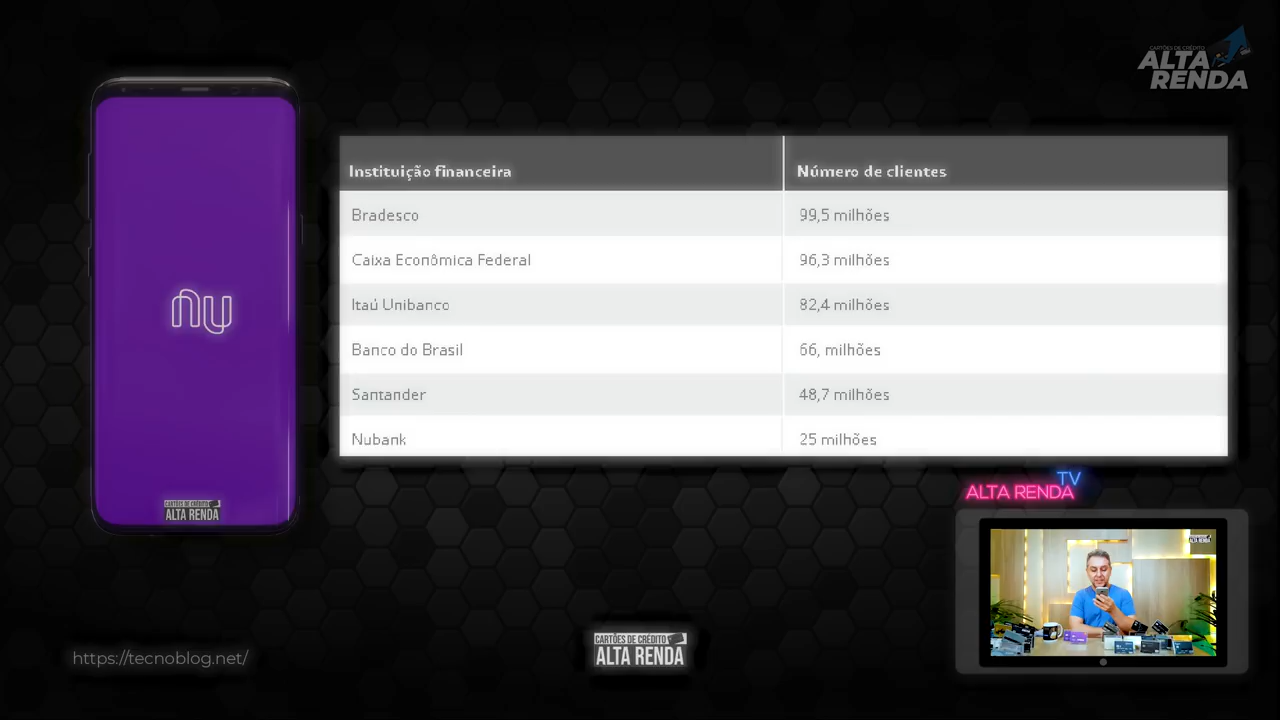 CARTÕES DE CRÉDITO
ALTA
RENDA
Instituição financeira Número de clientes
Bradesco 99,5 milhões
Caixa Econômica Federal 96,3 milhões
Itaú Unibanco 82,4 milhões
Banco do Brasil 66, milhões
Santander 48,7 milhões
Nubank 25 milhões
nu
CARTÕES DE CRÉDITO
ALTA RENDA
TV
ALTA RENDA
ALTA RENDA
CARTÕES DE CRÉDITO
ALTA RENDA
https://tecnoblog.net/